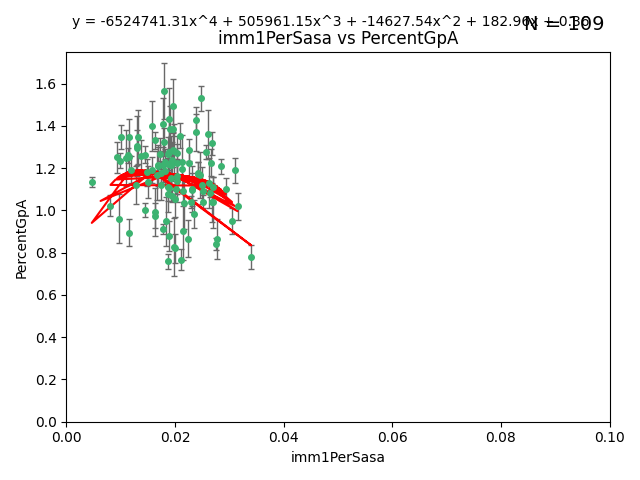 y = -6524741.31x^4 + 505961.15x^3 + -14627.54x^2 + 182.96x + 0.36
N = 109
imm1PerSasa vs PercentGpA
PercentGpA
1.6
1.4
1.2
1.0
0.8
0.6
0.4
0.2
0.0
0.00 0.02 0.04 0.06 0.08 0.10
imm1PerSasa